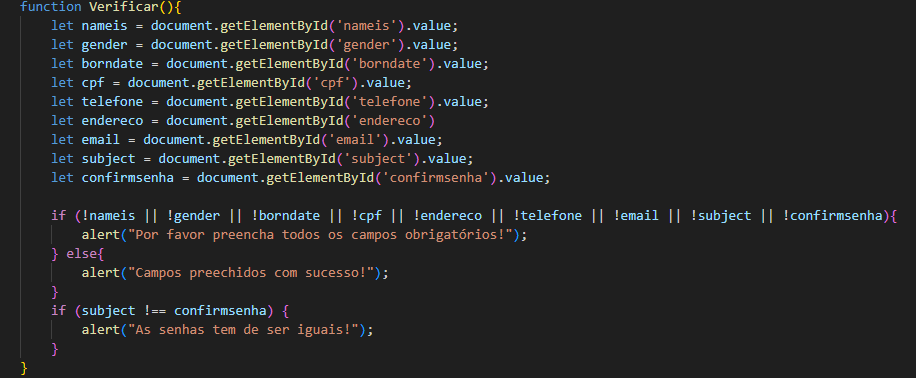 function Verificar(){
let nameis = document.getElementById('nameis').value;
let gender = document.getElementById('gender').value;
let borndate = document.getElementById('borndate').value;
let cpf = document.getElementById('cpf').value;
let telefone = document.getElementById('telefone').value;
let endereco = document.getElementById('endereco')
let email = document.getElementById('email').value;
let subject = document.getElementById('subject').value;
let confirmsenha = document.getElementById('confirmsenha').value;
if (!nameis || !gender || !borndate || !cpf || !endereco || !telefone || !email || !subject || !confirmsenha){
alert("Por favor preencha todos os campos obrigatórios!");
} else{
alert("Campos preechidos com sucesso!");
}
if (subject !== confirmsenha) {
alert("As senhas tem de ser iguais!");
}
}